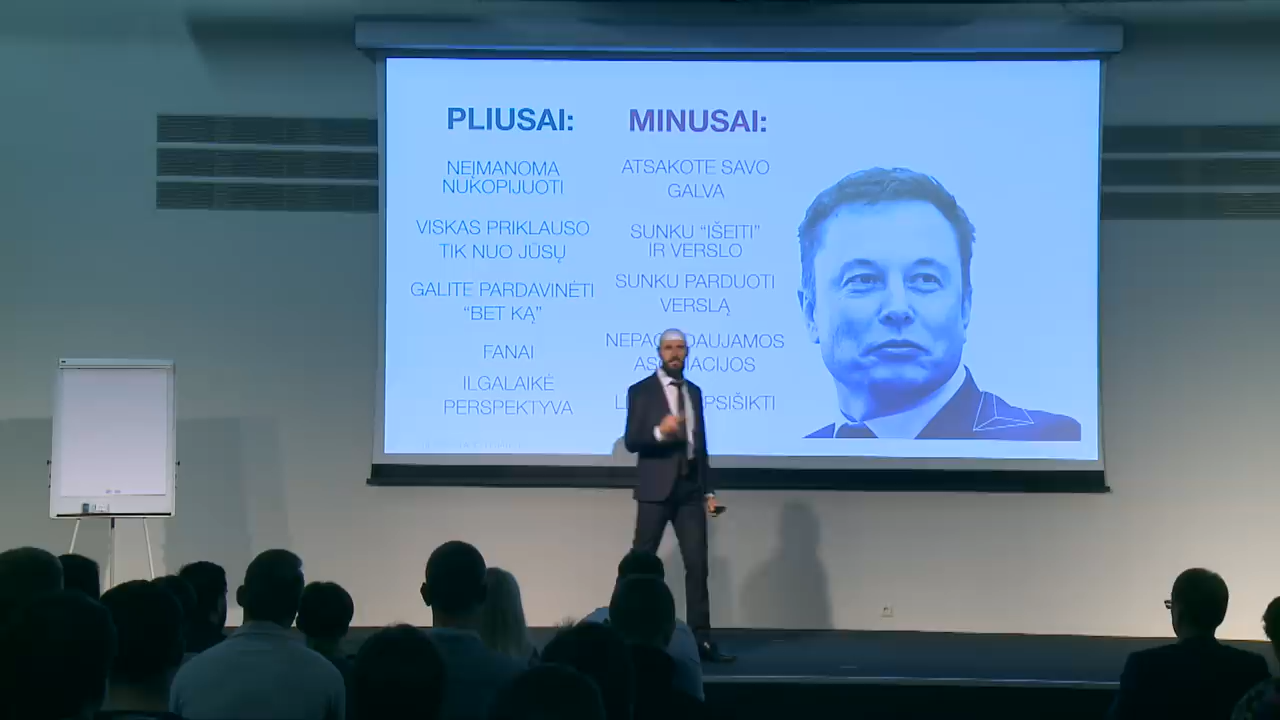 PLIUSAI:
NEĮMANOMA
NUKOPIJUOTI
VISKAS PRIKLAUSO
TIK NUO JŪSŲ
GALITE PARDAVINĖTI
“BET KĄ”
FANAI
ILGALAIKĖ
PERSPEKTYVA
MINUSAI:
ATSAKOTE SAVO
GALVA
SUNKU “IŠEITI”
IR VERSLO
SUNKU PARDUOTI
VERSLĄ